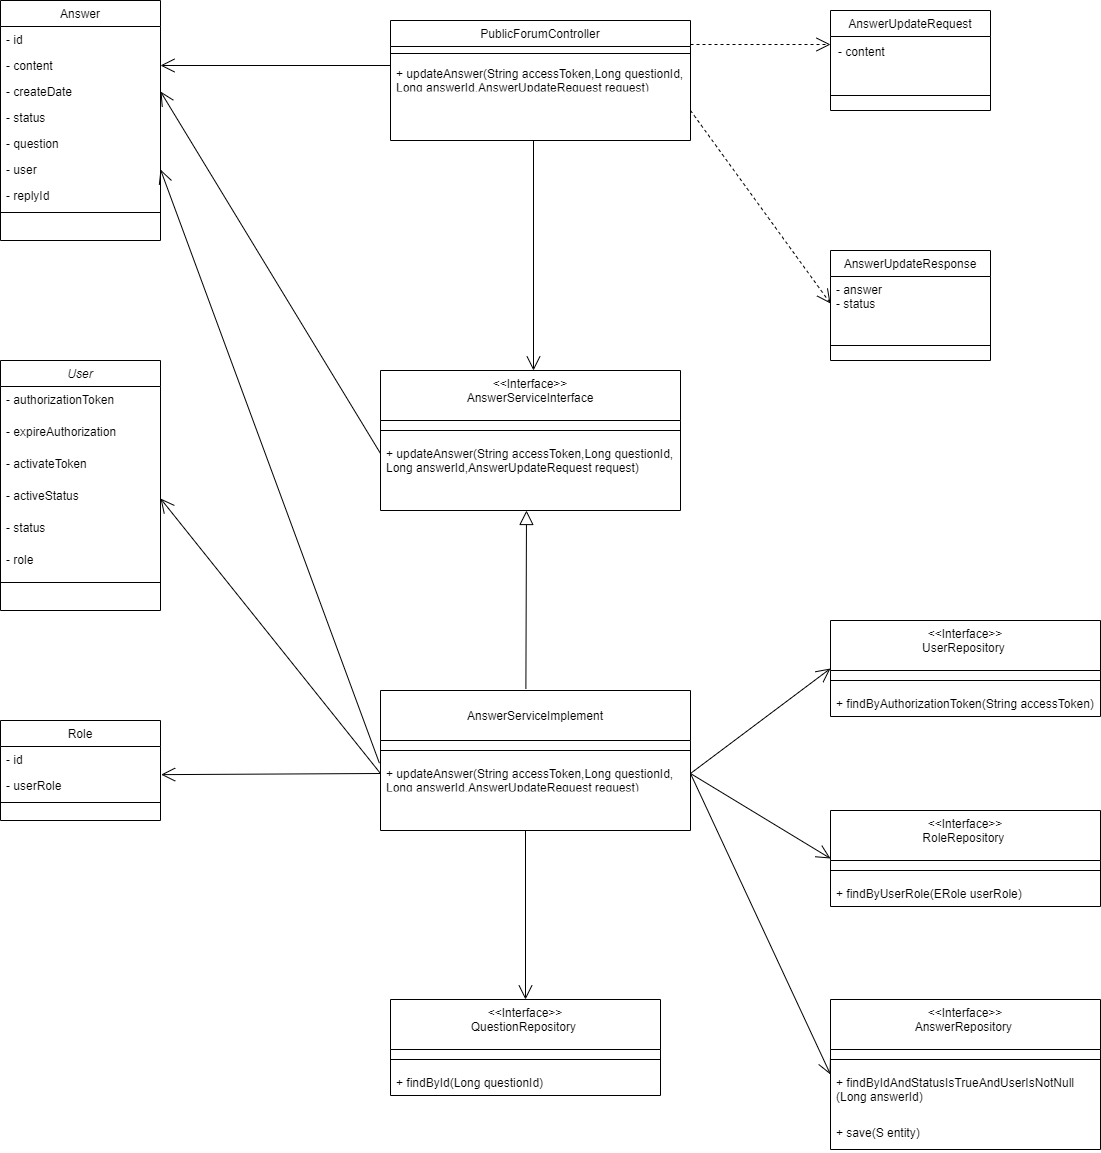 Answer
- id
- content
- createDate
- status
- question
- user
- replyId
PublicForumController
+ updateAnswer(String accessToken,Long questionId,
Long answerId,AnswerUpdateRequest request)
AnswerUpdateRequest
- content
AnswerUpdateResponse
- answer
- status
User
- authorizationToken
- expireAuthorization
- activateToken
- activeStatus
- status
- role
<<Interface>>
AnswerServiceInterface
+ updateAnswer(String accessToken,Long questionId,
Long answerId,AnswerUpdateRequest request)
<<Interface>>
UserRepository
+ findByAuthorizationToken(String accessToken)
Role
- id
- userRole
AnswerServiceImplement
+ updateAnswer(String accessToken,Long questionId,
Long answerId,AnswerUpdateRequest request)
<<Interface>>
RoleRepository
+ findByUserRole(ERole userRole)
<<Interface>>
QuestionRepository
+ findById(Long questionId)
<<Interface>>
AnswerRepository
+ findByIdAndStatusIsTrueAndUserIsNotNull
(Long answerId)
+ save(S entity)